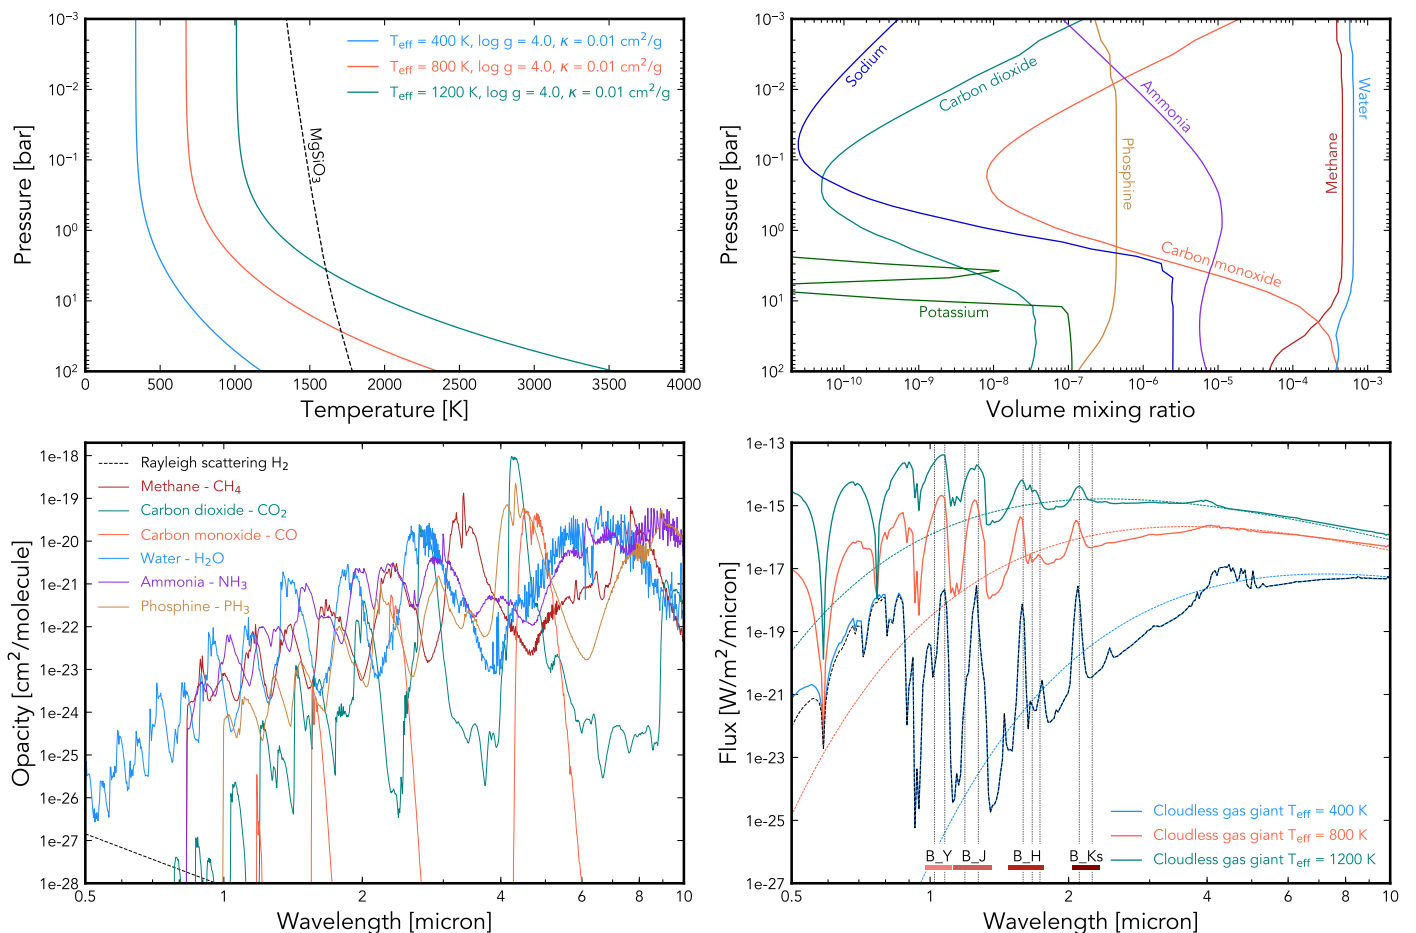 10⁻³
10⁻²
10⁻¹
10⁰
10¹
10²
Pressure [bar]
T_eff = 400 K, log g = 4.0, κ = 0.01 cm²/g
T_eff = 800 K, log g = 4.0, κ = 0.01 cm²/g
T_eff = 1200 K, log g = 4.0, κ = 0.01 cm²/g
MgSiO₃
0 500 1000 1500 2000 2500 3000 3500 4000
Temperature [K]
10⁻³
10⁻²
10⁻¹
10⁰
10¹
10²
Pressure [bar]
Sodium
Carbon dioxide
Ammonia
Phosphine
Methane
Water
Carbon monoxide
Potassium
10⁻¹⁰ 10⁻⁹ 10⁻⁸ 10⁻⁷ 10⁻⁶ 10⁻⁵ 10⁻⁴ 10⁻³
Volume mixing ratio
1e-18
1e-19
1e-20
1e-21
1e-22
1e-23
1e-24
1e-25
1e-26
1e-27
1e-28
Opacity [cm²/molecule]
Rayleigh scattering H₂
Methane - CH₄
Carbon dioxide - CO₂
Carbon monoxide - CO
Water - H₂O
Ammonia - NH₃
Phosphine - PH₃
0.5 1 2 4 6 8 10
Wavelength [micron]
1e-13
1e-15
1e-17
1e-19
1e-21
1e-23
1e-25
1e-27
Flux [W/m²/micron]
Cloudless gas giant T_eff = 400 K
Cloudless gas giant T_eff = 800 K
Cloudless gas giant T_eff = 1200 K
B_Y B_J B_H B_Ks
0.5 1 2 4 6 8 10
Wavelength [micron]